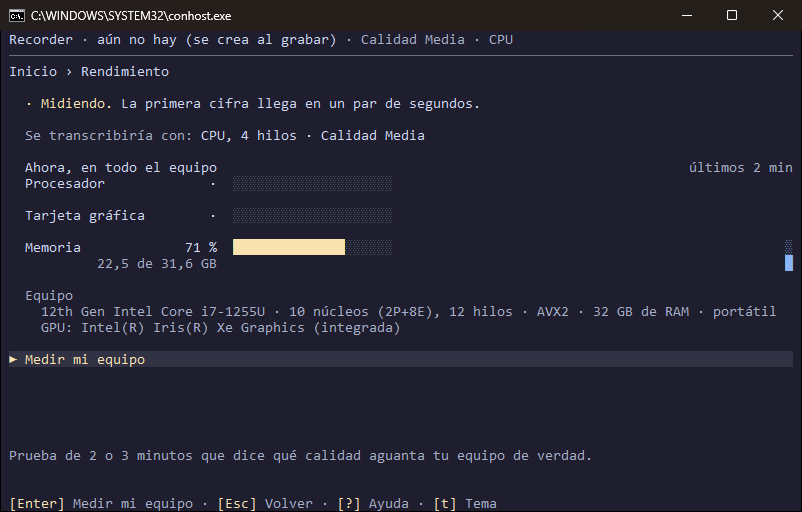 C:\WINDOWS\SYSTEM32\conhost.exe
Recorder · aún no hay (se crea al grabar) · Calidad Media · CPU
Inicio › Rendimiento
· Midiendo. La primera cifra llega en un par de segundos.
Se transcribiría con: CPU, 4 hilos · Calidad Media
Ahora, en todo el equipo últimos 2 min
Procesador ·
Tarjeta gráfica ·
Memoria 71 %
22,5 de 31,6 GB
Equipo
12th Gen Intel Core i7-1255U · 10 núcleos (2P+8E), 12 hilos · AVX2 · 32 GB de RAM · portátil
GPU: Intel(R) Iris(R) Xe Graphics (integrada)
► Medir mi equipo
Prueba de 2 o 3 minutos que dice qué calidad aguanta tu equipo de verdad.
[Enter] Medir mi equipo · [Esc] Volver · [?] Ayuda · [t] Tema